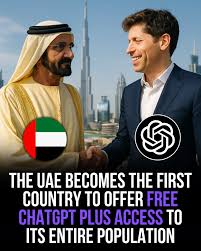 THE UAE BECOMES THE FIRST
COUNTRY TO OFFER FREE
CHATGPT PLUS ACCESS TO
ITS ENTIRE POPULATION